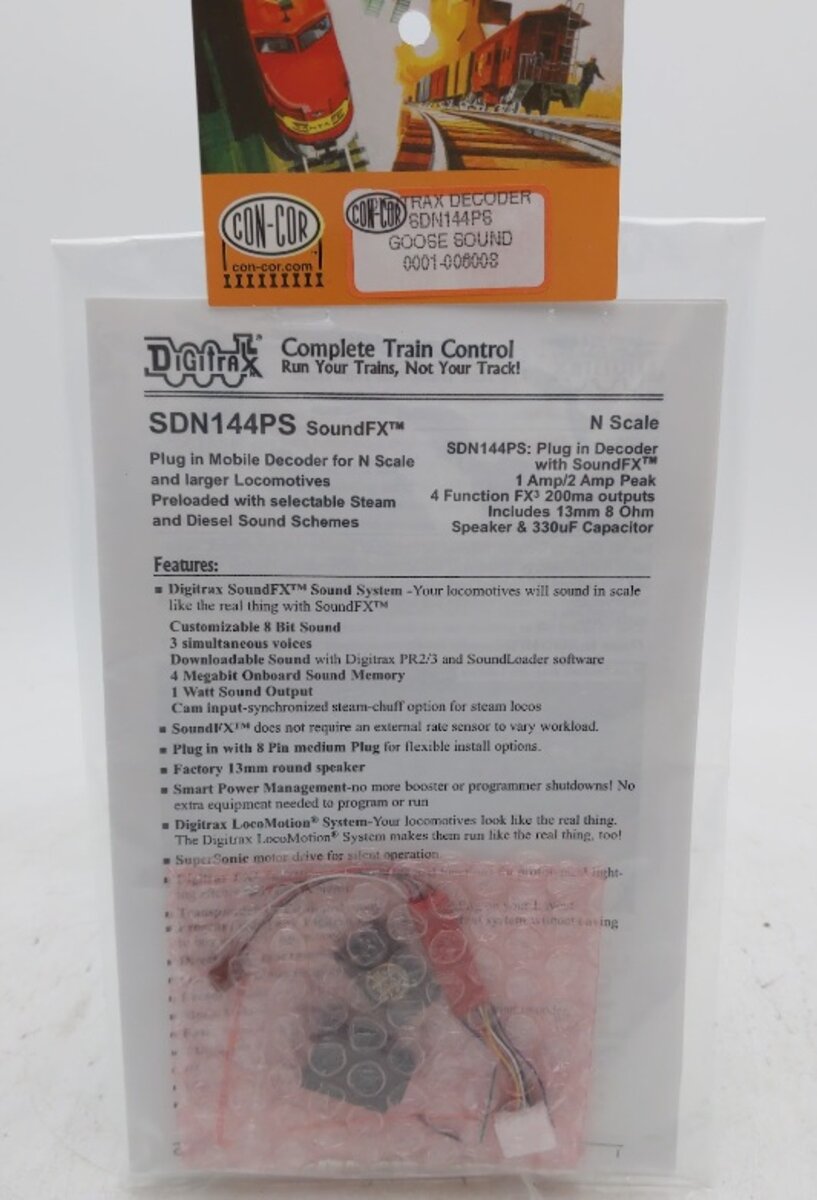 SANTA FE
CON-COR
con-cor.com
CON-COR TRAX DECODER
SDN144PS
GOOSE SOUND
0001-006008
DIGITRAX® Complete Train Control
Run Your Trains, Not Your Track!
SDN144PS SoundFX™
Plug in Mobile Decoder for N Scale
and larger Locomotives
Preloaded with selectable Steam
and Diesel Sound Schemes
N Scale
SDN144PS: Plug in Decoder
with SoundFX™
1 Amp/2 Amp Peak
4 Function FX³ 200ma outputs
Includes 13mm 8 Ohm
Speaker & 330uF Capacitor
Features:
▪ Digitrax SoundFX™ Sound System -Your locomotives will sound in scale
like the real thing with SoundFX™
Customizable 8 Bit Sound
3 simultaneous voices
Downloadable Sound with Digitrax PR2/3 and SoundLoader software
4 Megabit Onboard Sound Memory
1 Watt Sound Output
Cam input-synchronized steam-chuff option for steam locos
▪ SoundFX™ does not require an external rate sensor to vary workload.
▪ Plug in with 8 Pin medium Plug for flexible install options.
▪ Factory 13mm round speaker
▪ Smart Power Management-no more booster or programmer shutdowns! No
extra equipment needed to program or run
▪ Digitrax LocoMotion® System-Your locomotives look like the real thing.
The Digitrax LocoMotion® System makes them run like the real thing, too!
▪ SuperSonic motor drive for silent operation